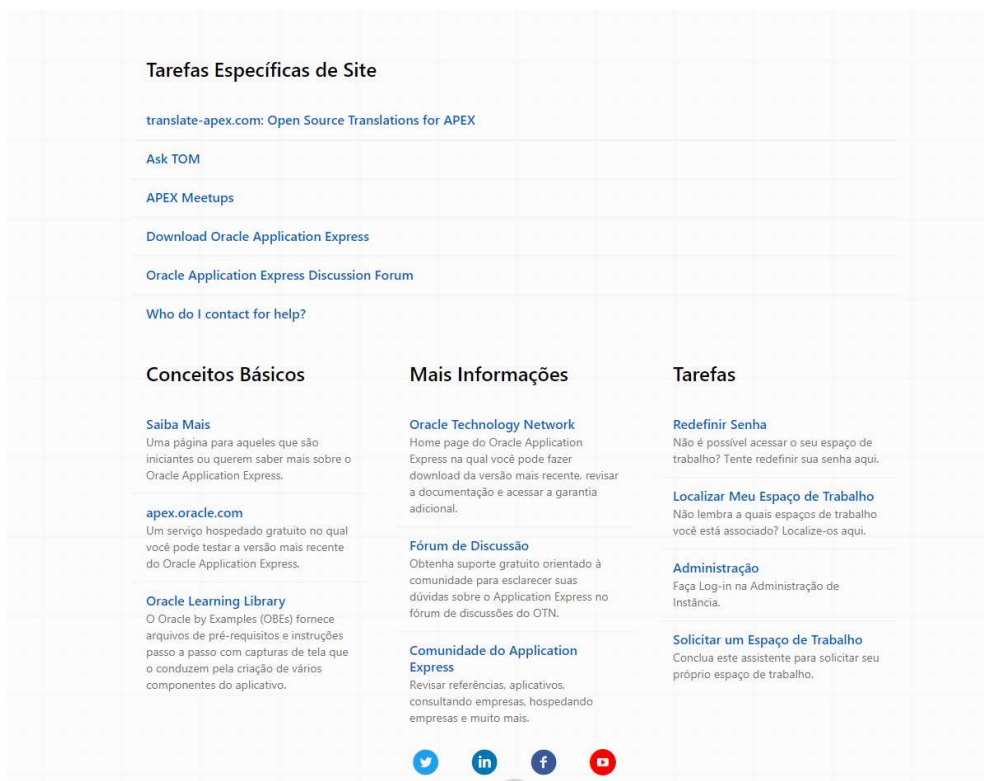 Tarefas Específicas de Site
translate-apex.com: Open Source Translations for APEX
Ask TOM
APEX Meetups
Download Oracle Application Express
Oracle Application Express Discussion Forum
Who do I contact for help?
Conceitos Básicos
Saiba Mais
Uma página para aqueles que são
iniciantes ou querem saber mais sobre o
Oracle Application Express.
apex.oracle.com
Um serviço hospedado gratuito no qual
você pode testar a versão mais recente
do Oracle Application Express.
Oracle Learning Library
O Oracle by Examples (OBEs) fornece
arquivos de pré-requisitos e instruções
passo a passo com capturas de tela que
o conduzem pela criação de vários
componentes do aplicativo.
Mais Informações
Oracle Technology Network
Home page do Oracle Application
Express na qual você pode fazer
download da versão mais recente, revisar
a documentação e acessar a garantia
adicional.
Fórum de Discussão
Obtenha suporte gratuito orientado à
comunidade para esclarecer suas
dúvidas sobre o Application Express no
fórum de discussões do OTN.
Comunidade do Application
Express
Revisar referências, aplicativos,
consultando empresas, hospedando
empresas e muito mais.
Tarefas
Redefinir Senha
Não é possível acessar o seu espaço de
trabalho? Tente redefinir sua senha aqui.
Localizar Meu Espaço de Trabalho
Não lembra a quais espaços de trabalho
você está associado? Localize-os aqui.
Administração
Faça Log-in na Administração de
Instância.
Solicitar um Espaço de Trabalho
Conclua este assistente para solicitar seu
próprio espaço de trabalho.